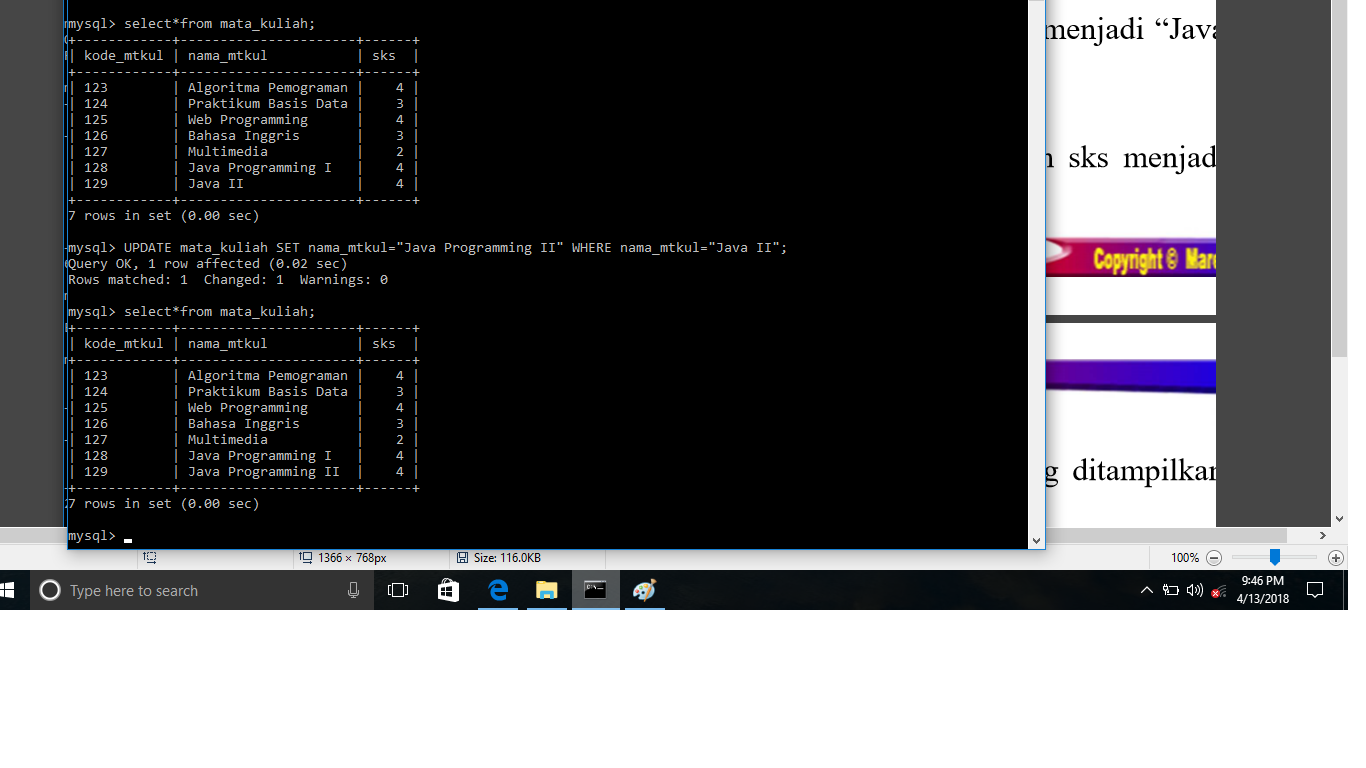 mysql> select*from mata_kuliah;
+------------+----------------------+------+
| kode_mtkul | nama_mtkul           | sks  |
+------------+----------------------+------+
| 123        | Algoritma Pemograman |    4 |
| 124        | Praktikum Basis Data |    3 |
| 125        | Web Programming      |    4 |
| 126        | Bahasa Inggris       |    3 |
| 127        | Multimedia           |    2 |
| 128        | Java Programming I   |    4 |
| 129        | Java II              |    4 |
+------------+----------------------+------+
7 rows in set (0.00 sec)
mysql> UPDATE mata_kuliah SET nama_mtkul="Java Programming II" WHERE nama_mtkul="Java II";
Query OK, 1 row affected (0.02 sec)
Rows matched: 1  Changed: 1  Warnings: 0
mysql> select*from mata_kuliah;
+------------+----------------------+------+
| kode_mtkul | nama_mtkul           | sks  |
+------------+----------------------+------+
| 123        | Algoritma Pemograman |    4 |
| 124        | Praktikum Basis Data |    3 |
| 125        | Web Programming      |    4 |
| 126        | Bahasa Inggris       |    3 |
| 127        | Multimedia           |    2 |
| 128        | Java Programming I   |    4 |
| 129        | Java Programming II  |    4 |
+------------+----------------------+------+
7 rows in set (0.00 sec)
mysql>
menjadi “Java
sks menjad
Copyright © Mar
ditampilkan
1366 × 768px
Size: 116.0KB
100%
Type here to search
9:46 PM
4/13/2018